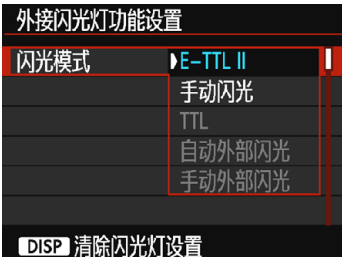 外接闪光灯功能设置
闪光模式 E-TTL II
手动闪光
TTL
自动外部闪光
手动外部闪光
DISP 清除闪光灯设置